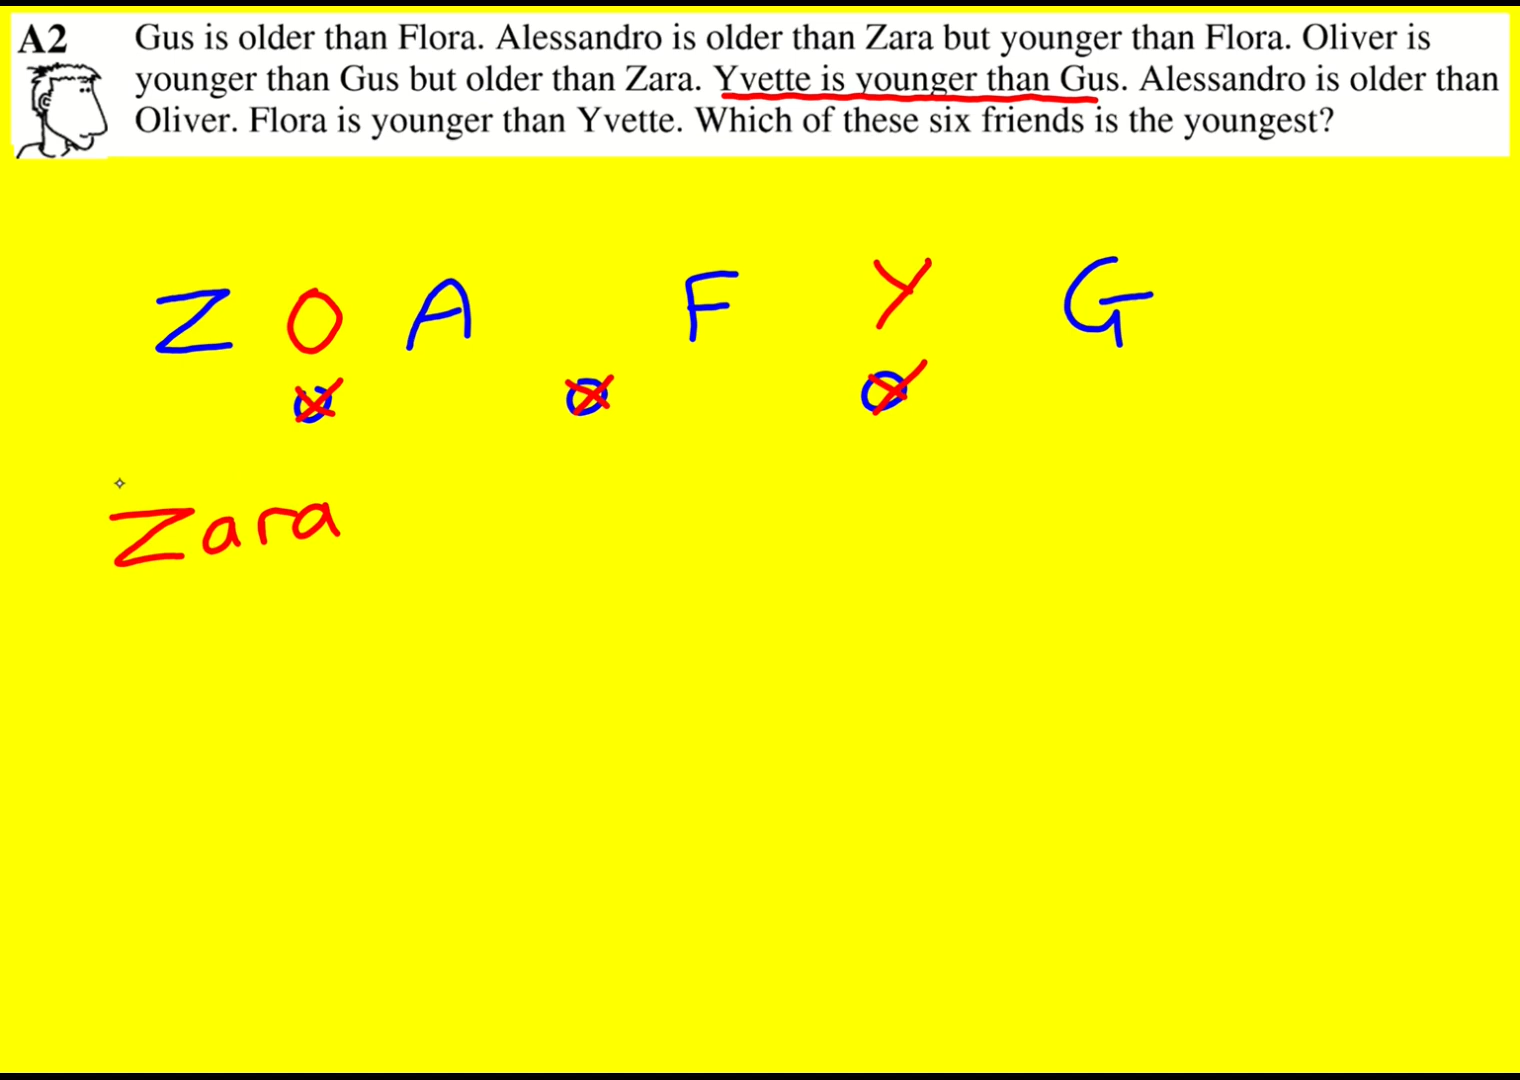 A2 Gus is older than Flora. Alessandro is older than Zara but younger than Flora. Oliver is
younger than Gus but older than Zara. Yvette is younger than Gus. Alessandro is older than
Oliver. Flora is younger than Yvette. Which of these six friends is the youngest?
Z O A F Y G
O O O
Zara